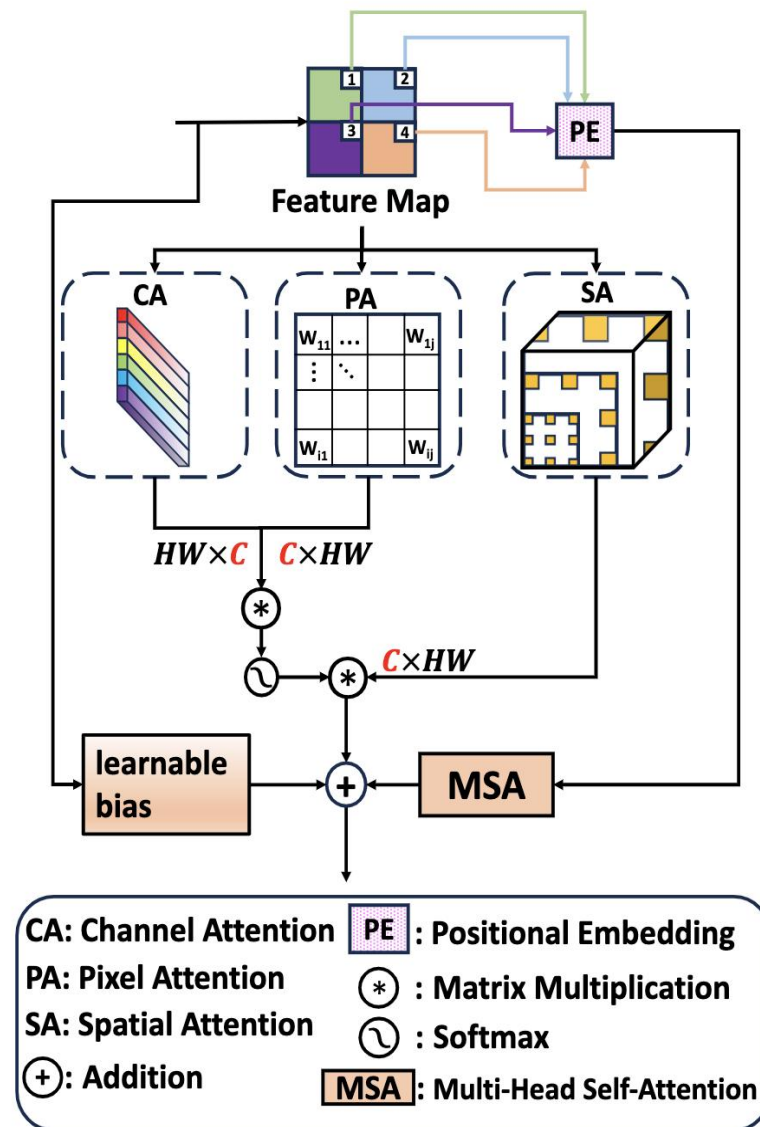 1 2
3 4
PE
Feature Map
CA PA SA
W11 ... W1j
⋮ ⋱
Wi1 Wij
HW×C C×HW
*
* C×HW
learnable
bias
+
MSA
CA: Channel Attention
PA: Pixel Attention
SA: Spatial Attention
+: Addition
PE: Positional Embedding
*: Matrix Multiplication
: Softmax
MSA: Multi-Head Self-Attention